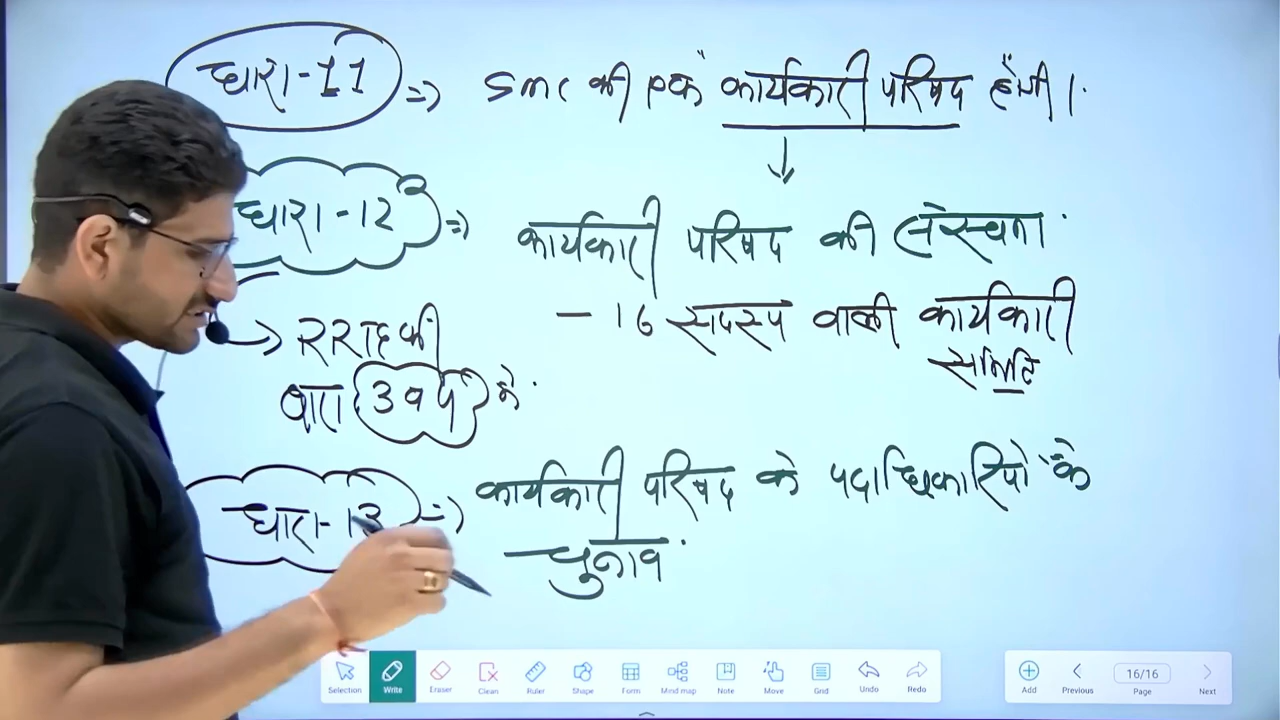 धारा-11 => SMC की एक "कार्यकारी परिषद" होगी।
धारा-12 => कार्यकारी परिषद की संरचना
- 16 सदस्य वाली कार्यकारी
समिति
धारा 3 वर्ष में
धारा-13 => कार्यकारी परिषद के पदाधिकारियों के
चुनाव
Selection Write Eraser Clean Ruler Shape Form Mind map Note Move Grid Undo Redo
Add Previous 16/16 Page Next